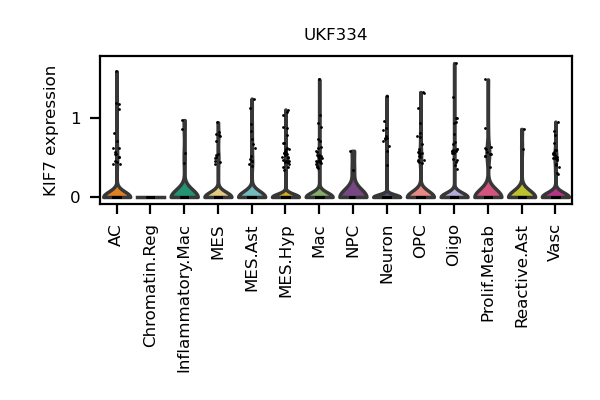 UKF334
KIF7 expression
1
0
AC
Chromatin.Reg
Inflammatory.Mac
MES
MES.Ast
MES.Hyp
Mac
NPC
Neuron
OPC
Oligo
Prolif.Metab
Reactive.Ast
Vasc